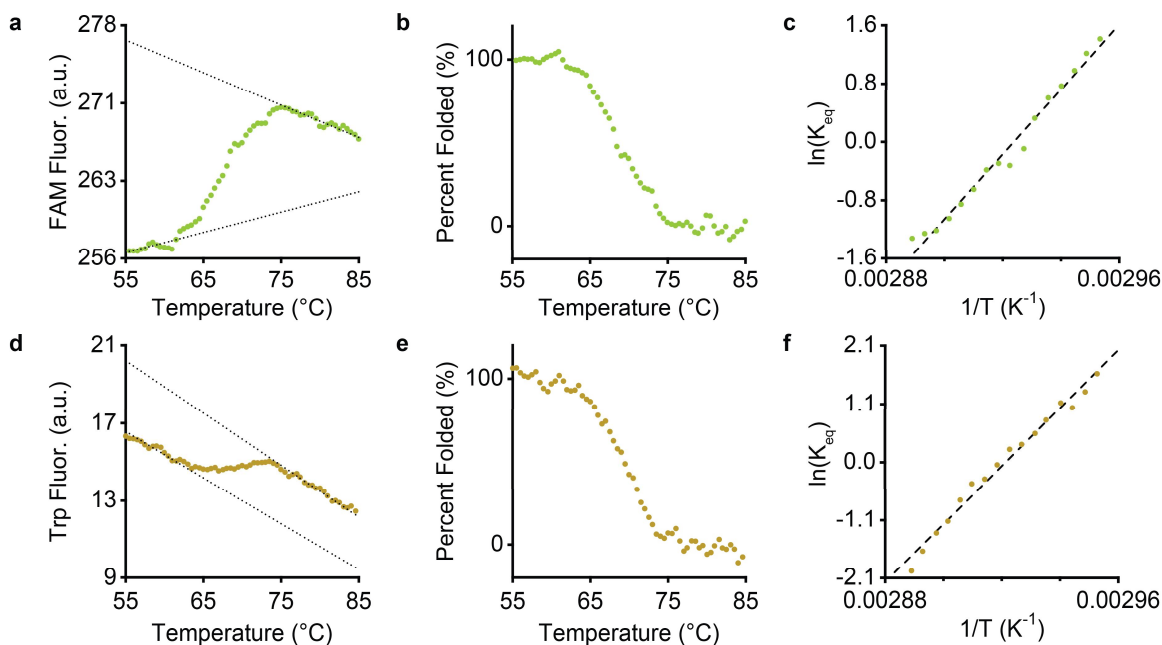 a
278
271
263
256
FAM Fluor. (a.u.)
55 65 75 85
Temperature (°C)
b
100
0
Percent Folded (%)
55 65 75 85
Temperature (°C)
c
1.6
0.8
0.0
-0.8
-1.6
ln(Keq)
0.00288 0.00296
1/T (K-1)
d
21
17
13
9
Trp Fluor. (a.u.)
55 65 75 85
Temperature (°C)
e
100
0
Percent Folded (%)
55 65 75 85
Temperature (°C)
f
2.1
1.1
0.0
-1.1
-2.1
ln(Keq)
0.00288 0.00296
1/T (K-1)